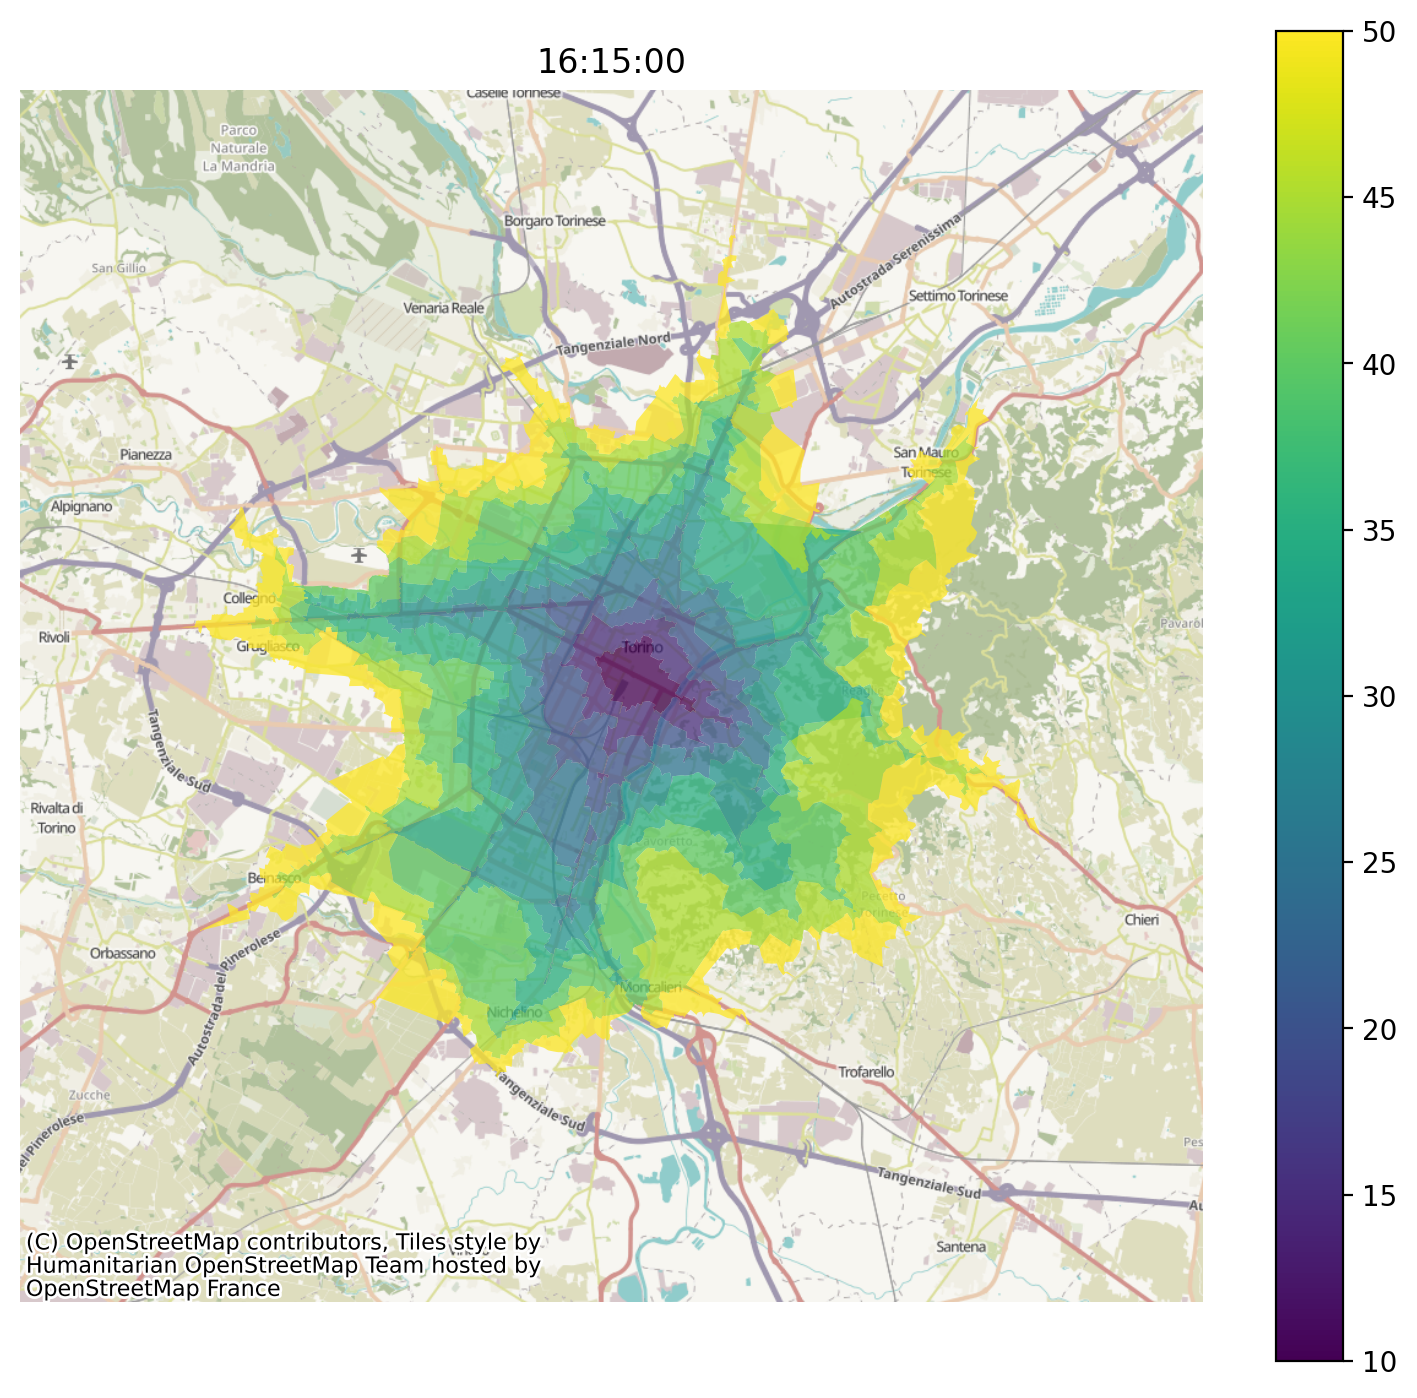 16:15:00
50
45
40
35
30
25
20
15
10
Caselle Torinese
Parco
Naturale
La Mandria
Borgaro Torinese
Autostrada Serenissima
San Gillio
Venaria Reale
Settimo Torinese
Tangenziale Nord
Pianezza
San Mauro
Torinese
Alpignano
Collegno
Rivoli
Grugliasco
Torino
Pavarol
Reaglie
Tangenziale Sud
Rivalta di
Torino
Cavoretto
Beinasco
Pecetto
Torinese
Chieri
Orbassano
Autostrada del Pinerolese
Moncalieri
Nichelino
Trofarello
Zucche
Tangenziale Sud
el Pinerolese
Pes
Tangenziale Sud
Au
Santena
(C) OpenStreetMap contributors, Tiles style by
Humanitarian OpenStreetMap Team hosted by
OpenStreetMap France